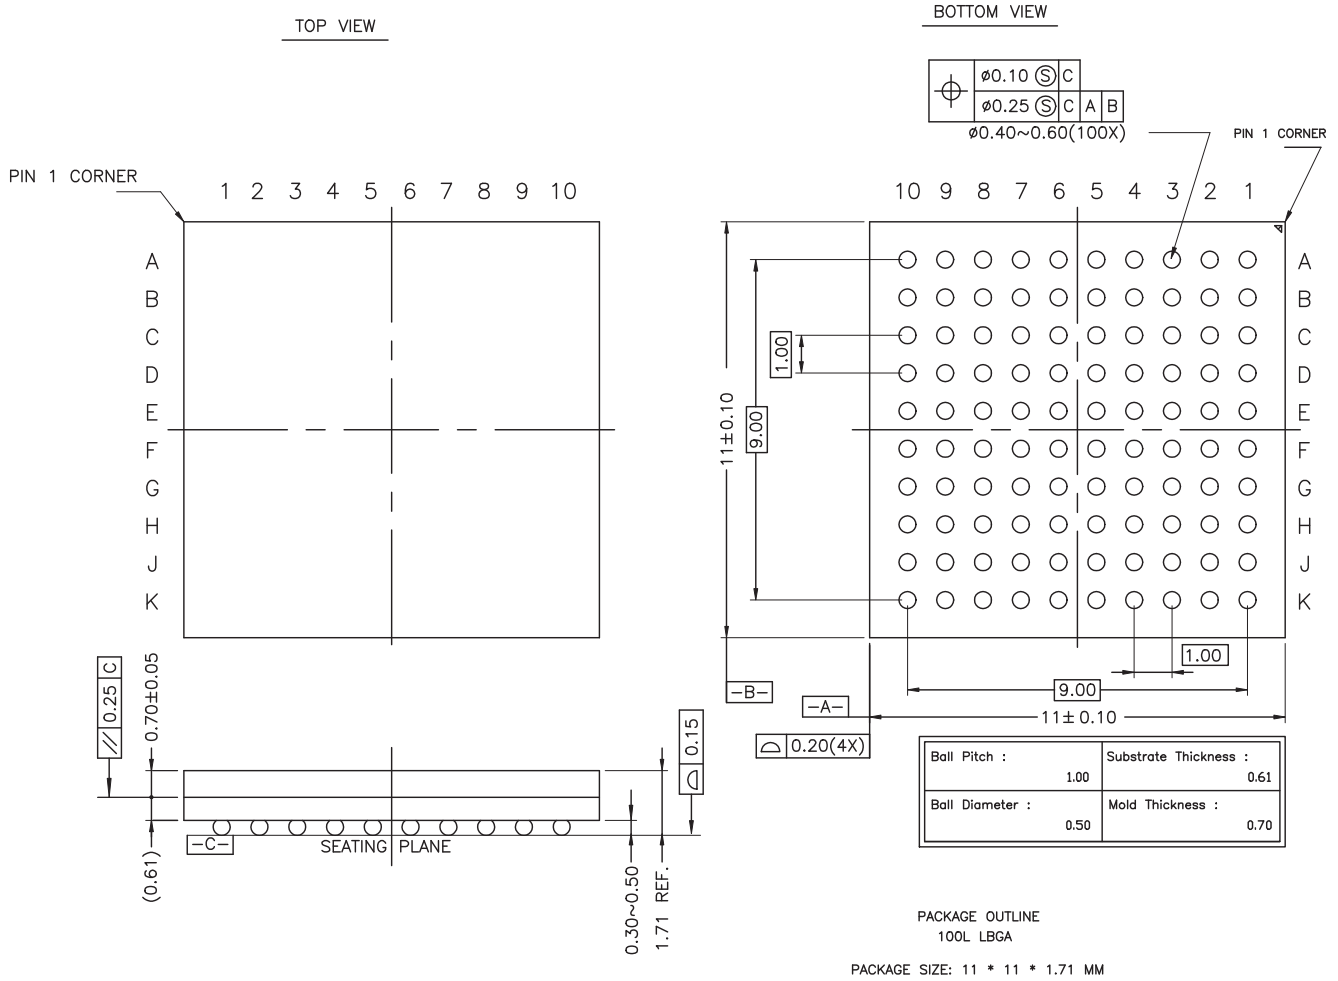 TOP VIEW
BOTTOM VIEW
⌀0.10 Ⓢ C
⌀0.25 Ⓢ C A B
⌀0.40~0.60(100X)
PIN 1 CORNER
PIN 1 CORNER
1 2 3 4 5 6 7 8 9 10
10 9 8 7 6 5 4 3 2 1
A
B
C
D
E
F
G
H
J
K
A
B
C
D
E
F
G
H
J
K
1.00
9.00
11±0.10
1.00
9.00
11±0.10
-B-
-A-
0.20(4X)
// 0.25 C
0.70±0.05
(0.61)
-C-
SEATING PLANE
0.15
0.30~0.50
1.71 REF.
Ball Pitch :
1.00
Substrate Thickness :
0.61
Ball Diameter :
0.50
Mold Thickness :
0.70
PACKAGE OUTLINE
100L LBGA
PACKAGE SIZE: 11 * 11 * 1.71 MM